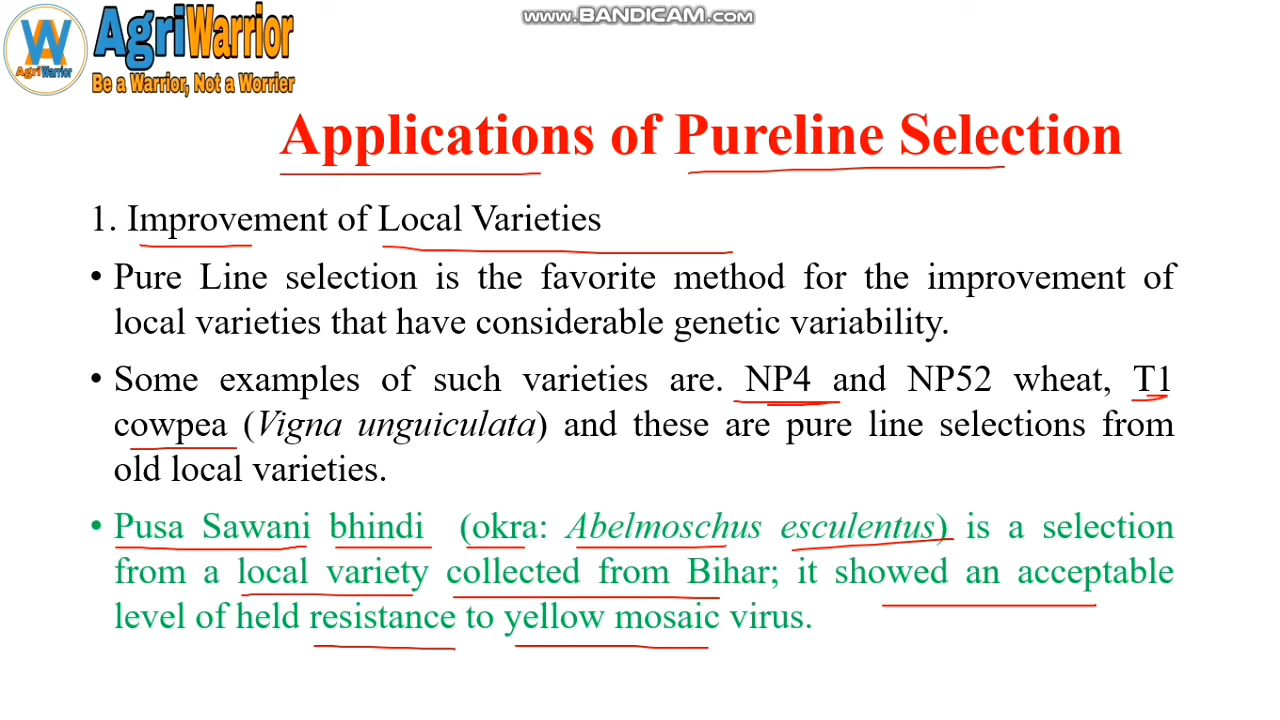 www.BANDICAM.com
AgriWarrior
AgriWarrior
Be a Warrior, Not a Worrier
Applications of Pureline Selection
1. Improvement of Local Varieties
• Pure Line selection is the favorite method for the improvement of
local varieties that have considerable genetic variability.
• Some examples of such varieties are. NP4 and NP52 wheat, T1
cowpea (Vigna unguiculata) and these are pure line selections from
old local varieties.
• Pusa Sawani bhindi (okra: Abelmoschus esculentus) is a selection
from a local variety collected from Bihar; it showed an acceptable
level of held resistance to yellow mosaic virus.